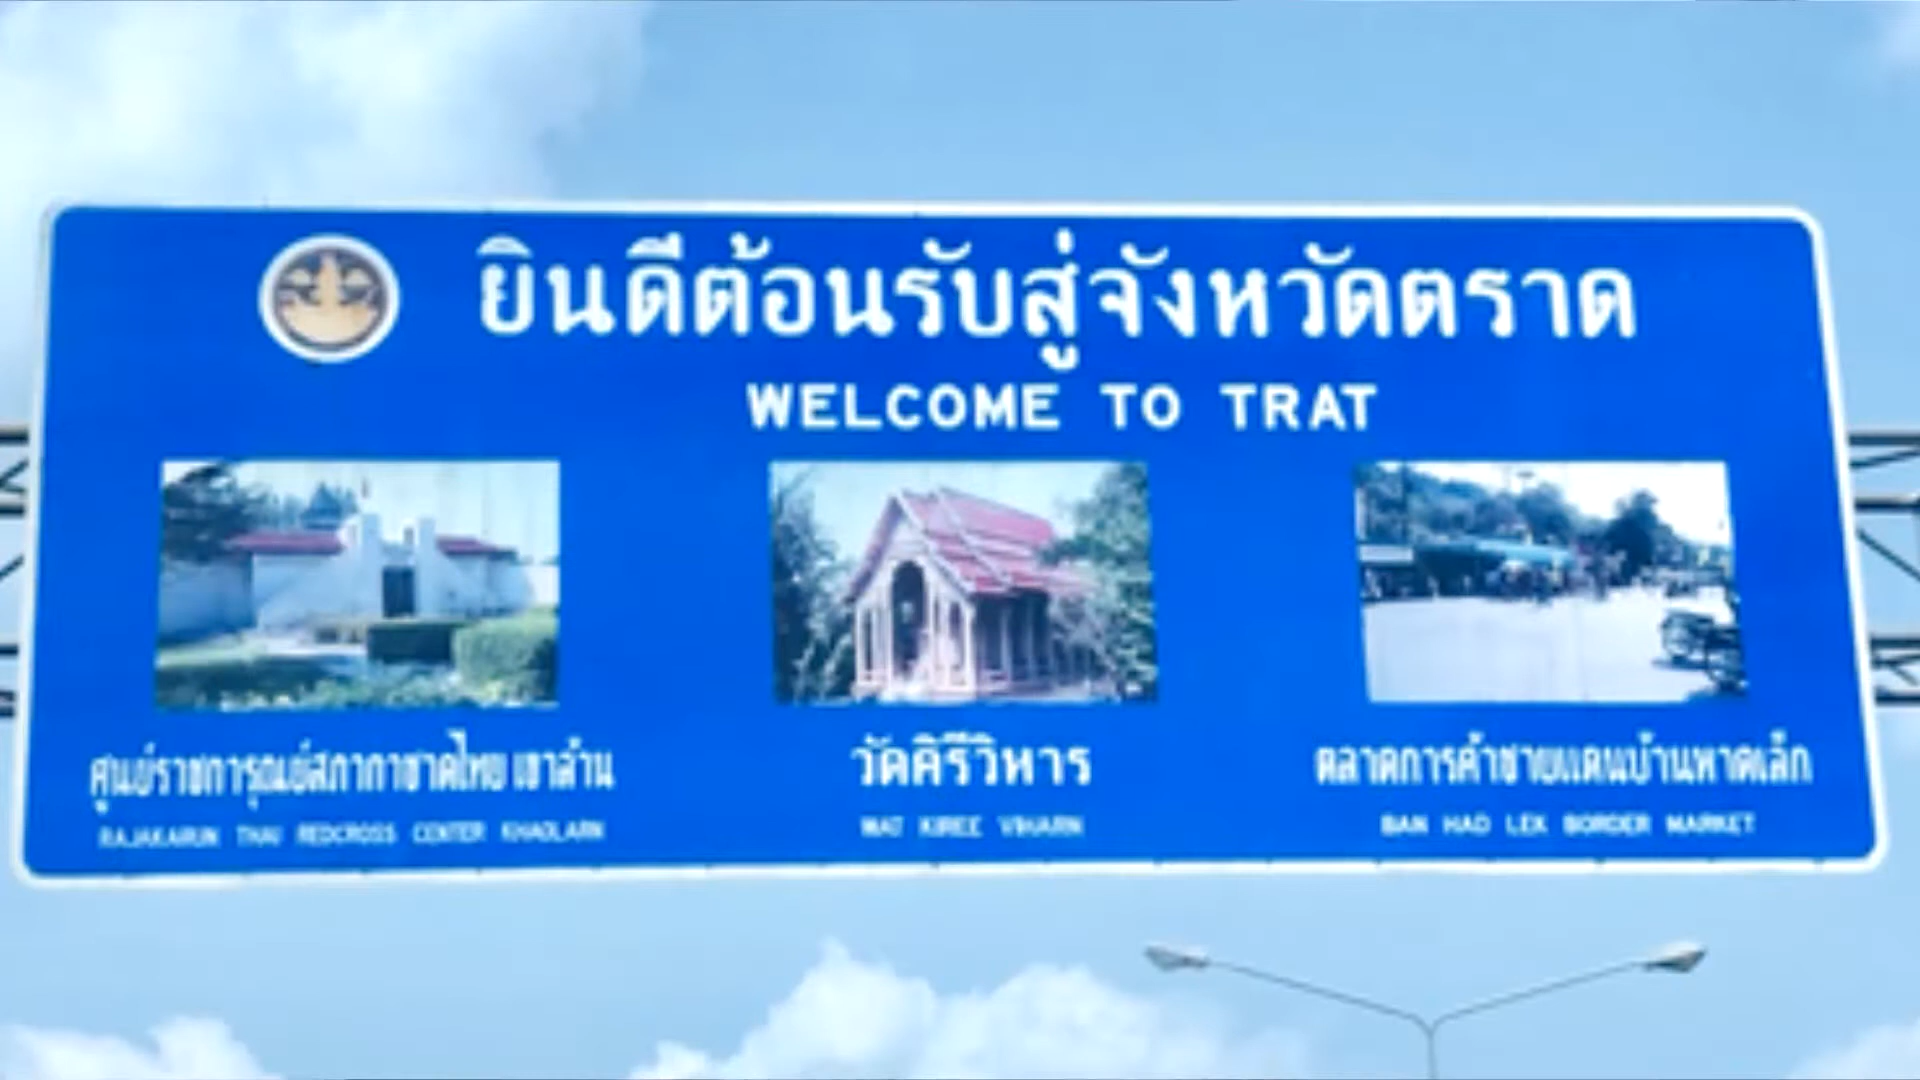 ยินดีต้อนรับสู่จังหวัดตราด
WELCOME TO TRAT
ศูนย์ราชการุณย์สภากาชาดไทย เขาล้าน
RAJAKARUN THAI REDCROSS CENTER KHAOLARN
วัดคิรีวิหาร
WAT KIREE VIHARN
ตลาดการค้าชายแดนบ้านหาดเล็ก
BAN HAD LEK BORDER MARKET